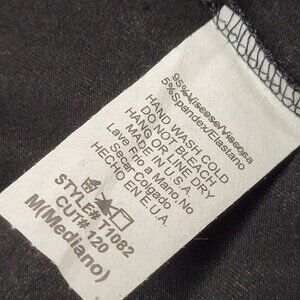 95%Viscose/Viscosa
5%Spandex/Elastano
HAND WASH COLD
DO NOT BLEACH
HANG OR LINE DRY
MADE IN U.S.A
Lave Frio a Mano, No
Secar Colgado
HECHO EN E.U.A.
STYLE# T1082
CUT# 120
M(Mediano)